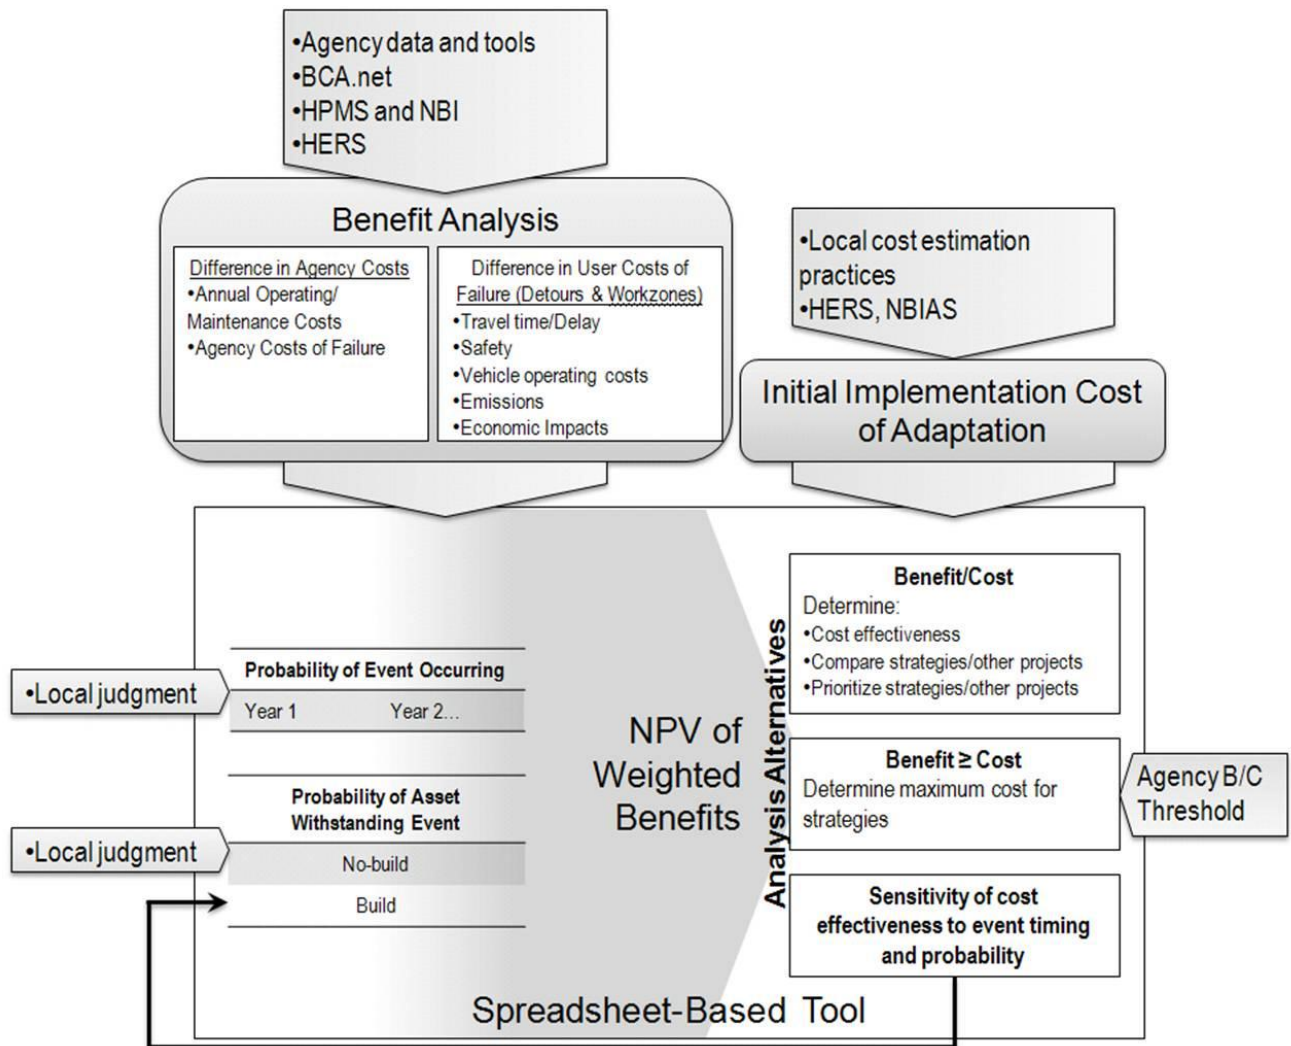 •Agency data and tools
•BCA.net
•HPMS and NBI
•HERS
Benefit Analysis
Difference in Agency Costs
•Annual Operating/
Maintenance Costs
•Agency Costs of Failure
Difference in User Costs of
Failure (Detours & Workzones)
•Travel time/Delay
•Safety
•Vehicle operating costs
•Emissions
•Economic Impacts
•Local cost estimation
practices
•HERS, NBIAS
Initial Implementation Cost
of Adaptation
•Local judgment
Probability of Event Occurring
Year 1 Year 2...
•Local judgment
Probability of Asset
Withstanding Event
No-build
Build
NPV of
Weighted
Benefits
Analysis Alternatives
Benefit/Cost
Determine:
•Cost effectiveness
•Compare strategies/other projects
•Prioritize strategies/other projects
Benefit ≥ Cost
Determine maximum cost for
strategies
Agency B/C
Threshold
Sensitivity of cost
effectiveness to event timing
and probability
Spreadsheet-Based Tool